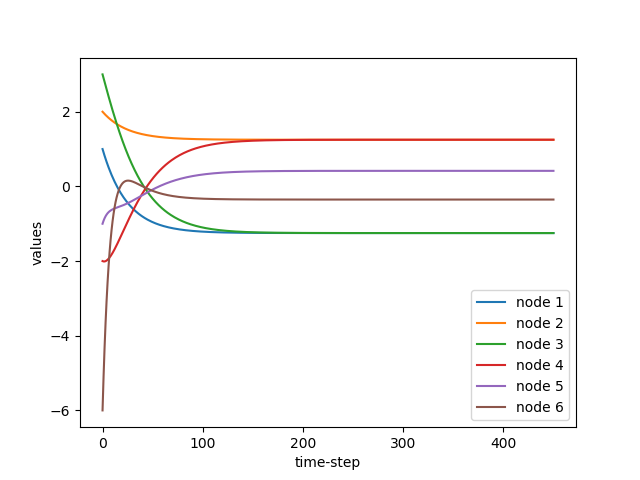 2
0
−2
−4
−6
values
0 100 200 300 400
time-step
node 1
node 2
node 3
node 4
node 5
node 6